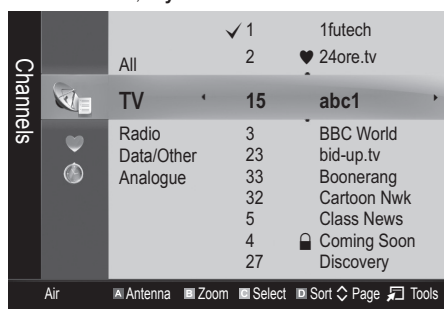 Channels
1 1futech
All 2 24ore.tv
TV 15 abc1
Radio 3 BBC World
Data/Other 23 bid-up.tv
Analogue 33 Boonerang
32 Cartoon Nwk
5 Class News
4 Coming Soon
27 Discovery
Air A Antenna B Zoom C Select D Sort Page Tools